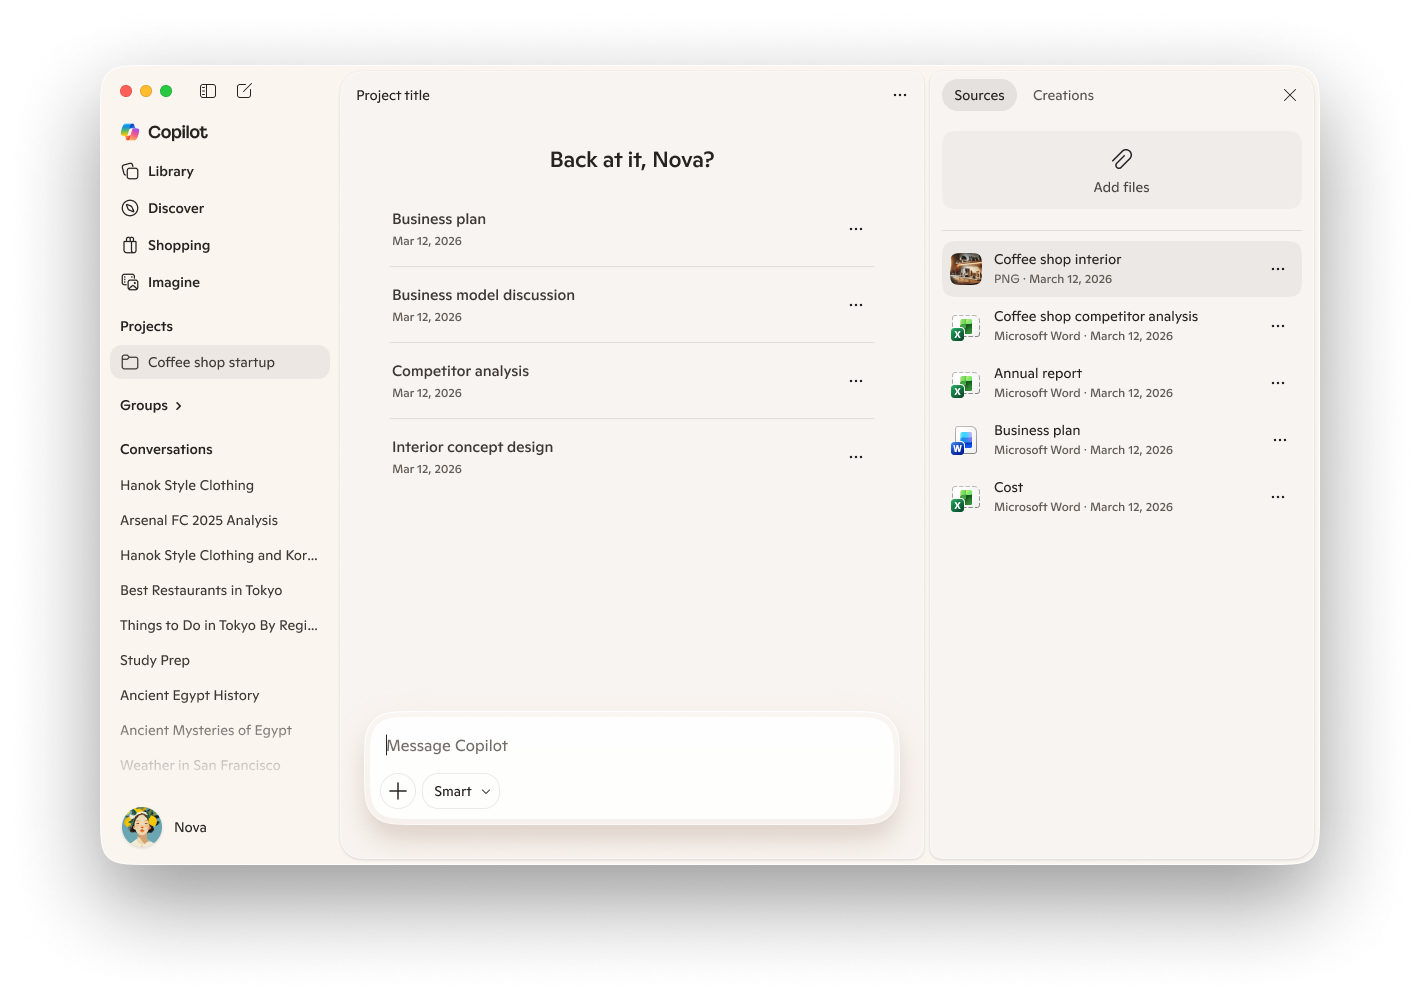 Copilot
Library
Discover
Shopping
Imagine
Projects
Coffee shop startup
Groups
Conversations
Hanok Style Clothing
Arsenal FC 2025 Analysis
Hanok Style Clothing and Kor...
Best Restaurants in Tokyo
Things to Do in Tokyo By Regi...
Study Prep
Ancient Egypt History
Ancient Mysteries of Egypt
Weather in San Francisco
Nova
Project title
Back at it, Nova?
Business plan
Mar 12, 2026
Business model discussion
Mar 12, 2026
Competitor analysis
Mar 12, 2026
Interior concept design
Mar 12, 2026
Message Copilot
Smart
Sources Creations
Add files
Coffee shop interior
PNG · March 12, 2026
X
Coffee shop competitor analysis
Microsoft Word · March 12, 2026
X
Annual report
Microsoft Word · March 12, 2026
W
Business plan
Microsoft Word · March 12, 2026
X
Cost
Microsoft Word · March 12, 2026